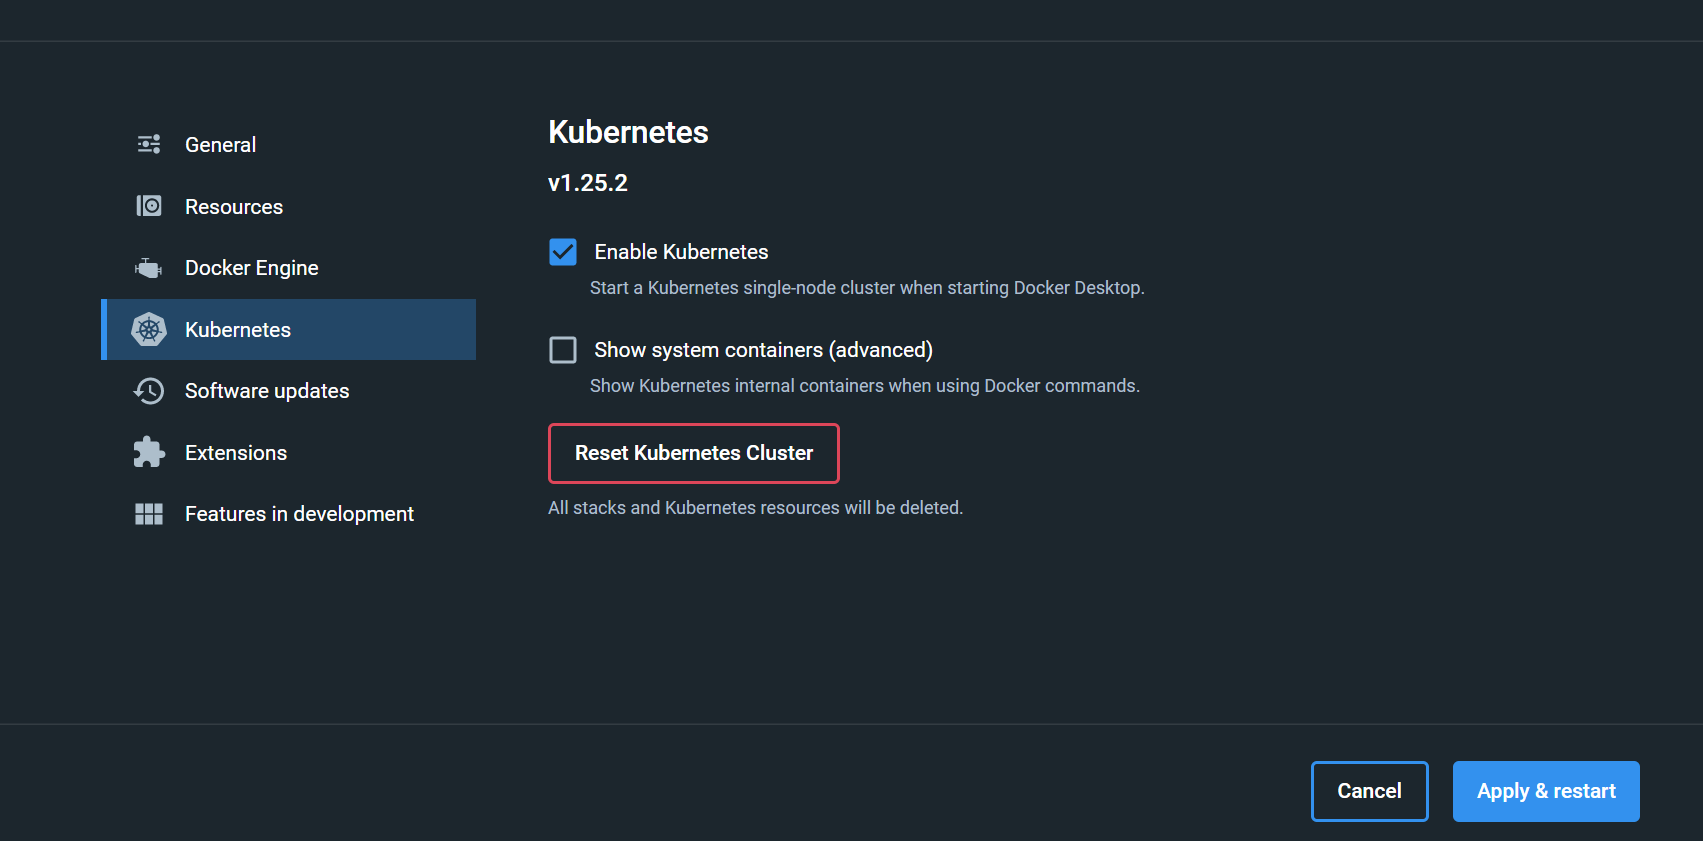 General
Resources
Docker Engine
Kubernetes
Software updates
Extensions
Features in development
Kubernetes
v1.25.2
Enable Kubernetes
Start a Kubernetes single-node cluster when starting Docker Desktop.
Show system containers (advanced)
Show Kubernetes internal containers when using Docker commands.
Reset Kubernetes Cluster
All stacks and Kubernetes resources will be deleted.
Cancel
Apply & restart